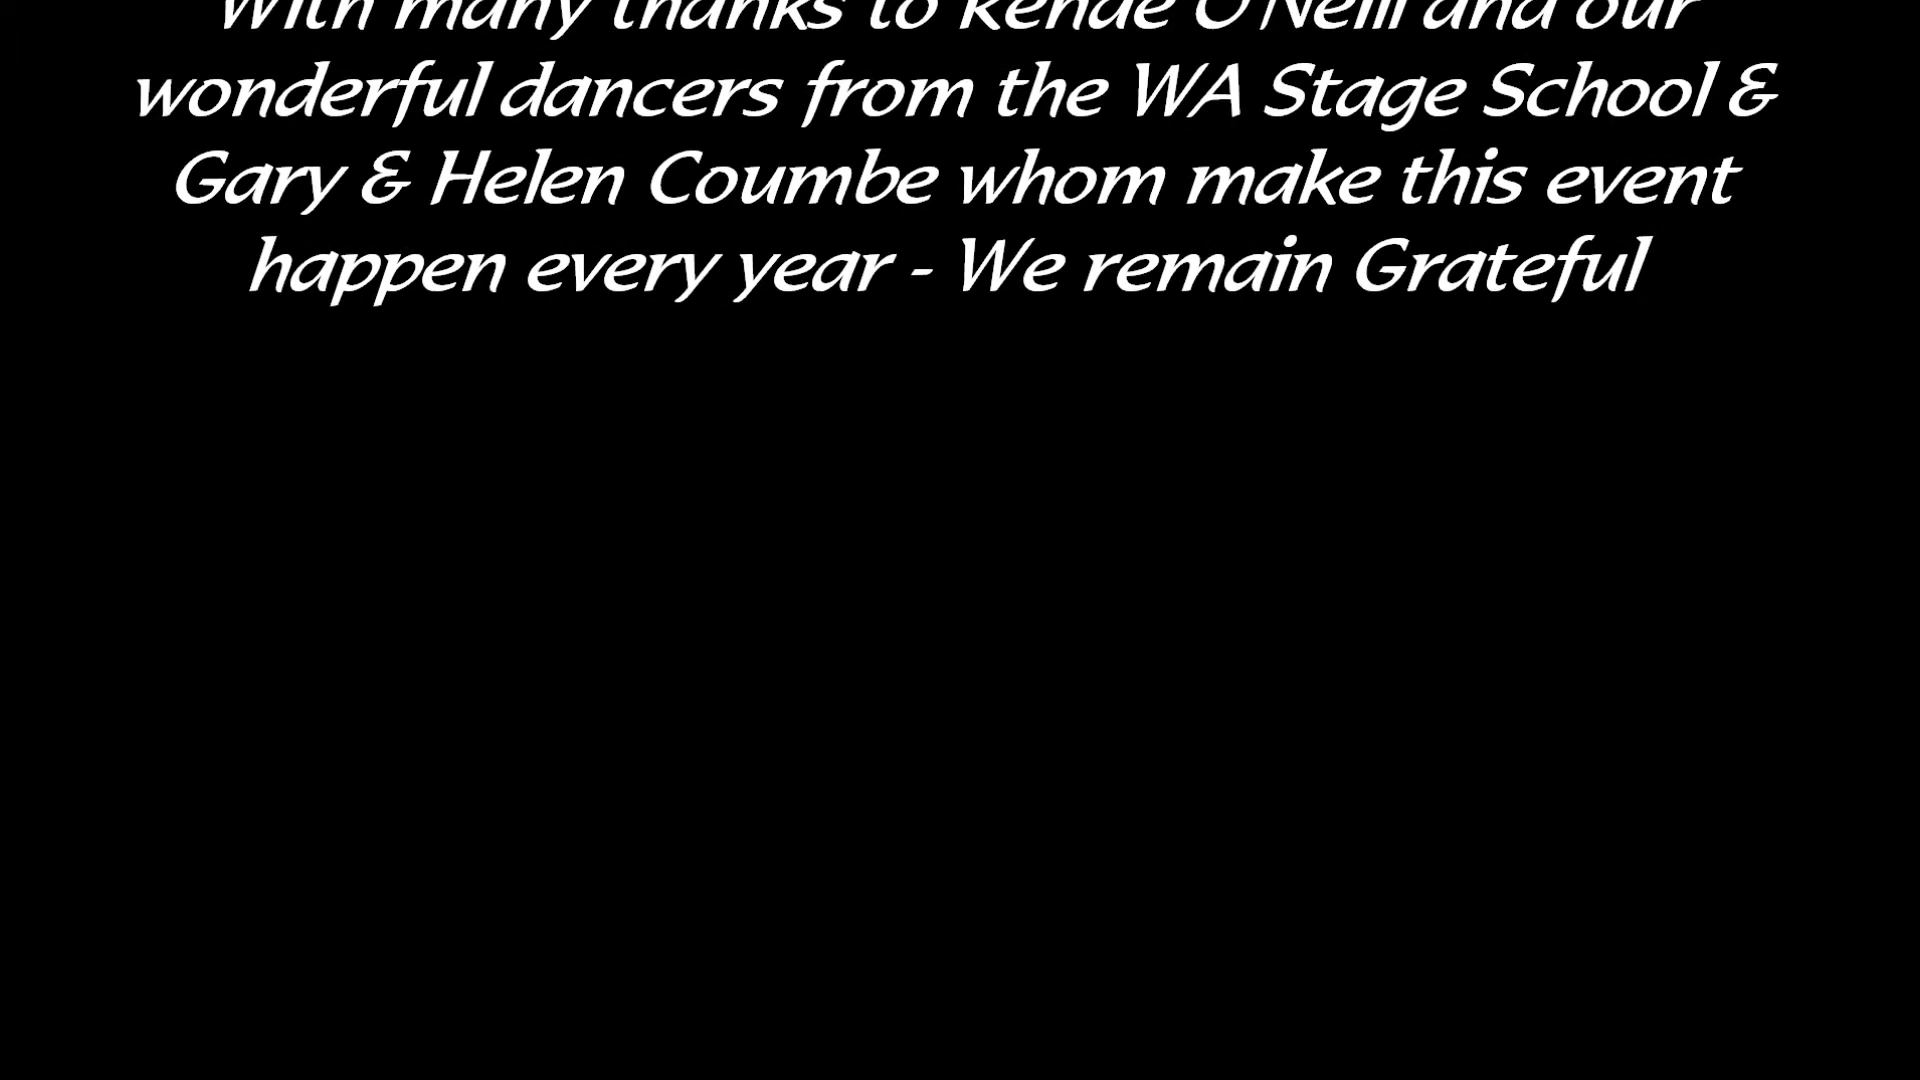 With many thanks to O'Neill and our
wonderful dancers from the WA Stage School &
Gary & Helen Coumbe whom make this event
happen every year - We remain Grateful